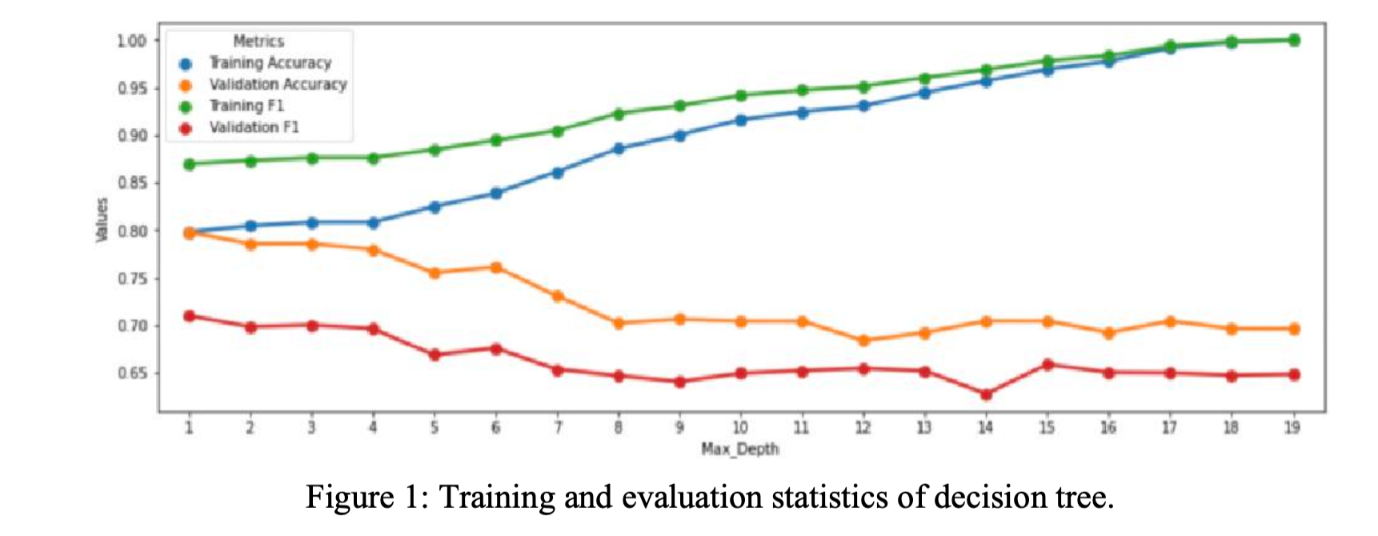 Metrics
Training Accuracy
Validation Accuracy
Training F1
Validation F1
1.00
0.95
0.90
0.85
0.80
0.75
0.70
0.65
Values
1 2 3 4 5 6 7 8 9 10 11 12 13 14 15 16 17 18 19
Max_Depth
Figure 1: Training and evaluation statistics of decision tree.